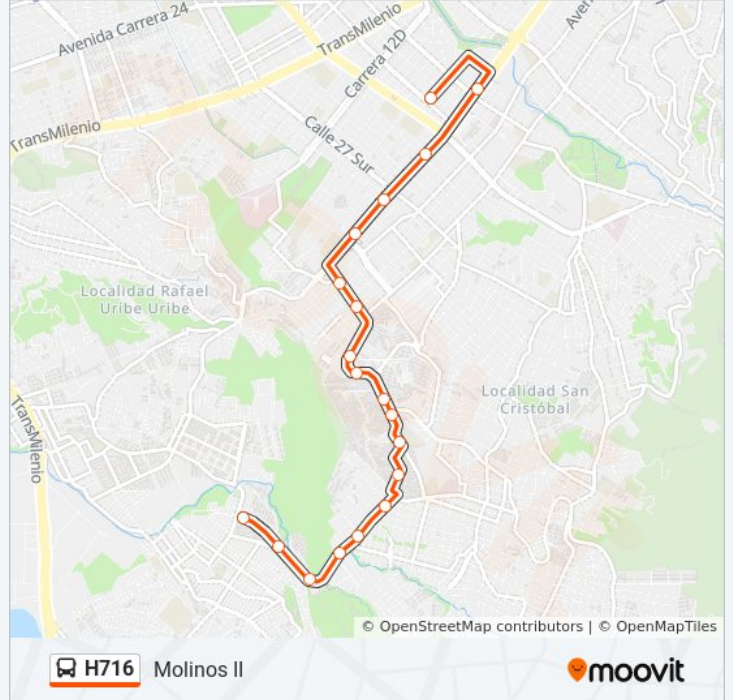 Avenida Carrera 24
TransMilenio
Carrera 12D
TransMilenio
Calle 27 Sur
Localidad Rafael
Uribe Uribe
Localidad San
Cristóbal
TransMilenio
© OpenStreetMap contributors | © OpenMapTiles
H716 Molinos II
moovit